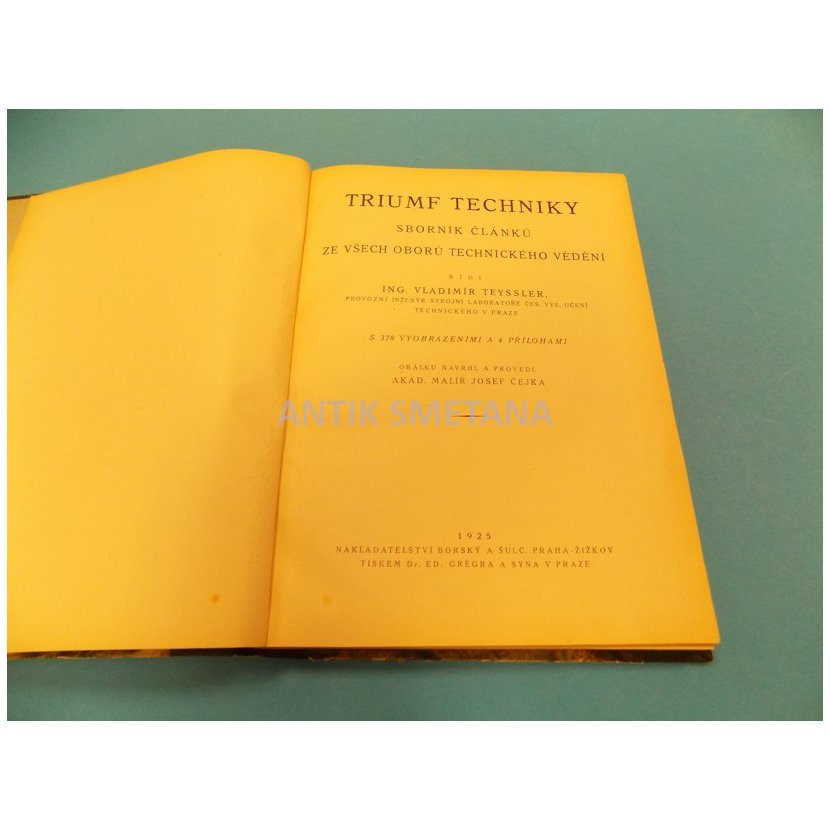 TRIUMF TECHNIKY
SBORNÍK ČLÁNKŮ
ZE VŠECH OBORŮ TECHNICKÉHO VĚDĚNÍ
ŘÍDÍ
ING. VLADIMÍR TEYSSLER,
PROVOZNÍ INŽENÝR STROJNÍ LABORATOŘE ČES. VYS. UČENÍ
TECHNICKÉHO V PRAZE
S 378 VYOBRAZENÍMI A 4 PŘÍLOHAMI
OBÁLKU NAVRHL A PROVEDL
AKAD. MALÍŘ JOSEF ČEJKA
ANTIK SMETANA
1925
NAKLADATELSTVÍ BORSKÝ A ŠULC, PRAHA-ŽIŽKOV
TISKEM Dr. ED. GRÉGRA A SYNA V PRAZE